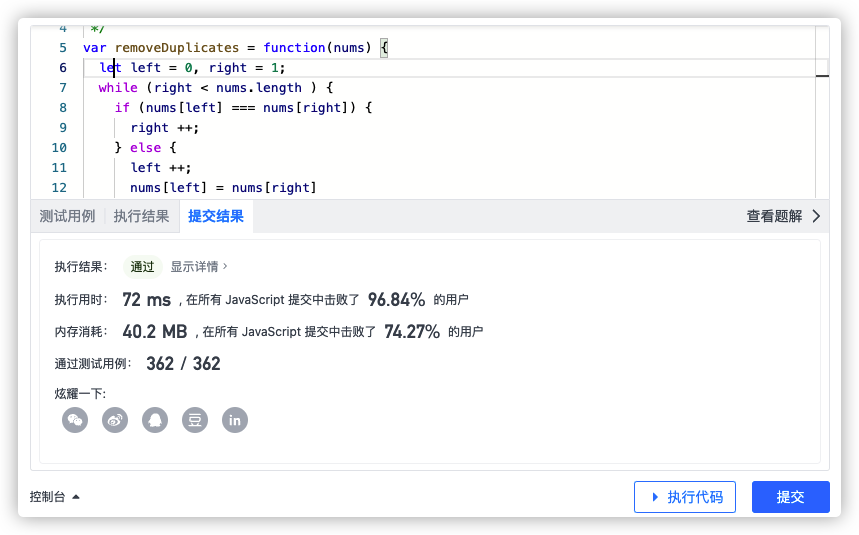 4 */
5 var removeDuplicates = function(nums) {
6 let left = 0, right = 1;
7 while (right < nums.length ) {
8 if (nums[left] === nums[right]) {
9 right ++;
10 } else {
11 left ++;
12 nums[left] = nums[right]
测试用例 执行结果 提交结果 查看题解
执行结果： 通过 显示详情
执行用时： 72 ms , 在所有 JavaScript 提交中击败了 96.84% 的用户
内存消耗： 40.2 MB , 在所有 JavaScript 提交中击败了 74.27% 的用户
通过测试用例： 362 / 362
炫耀一下:
豆 in
控制台 执行代码 提交